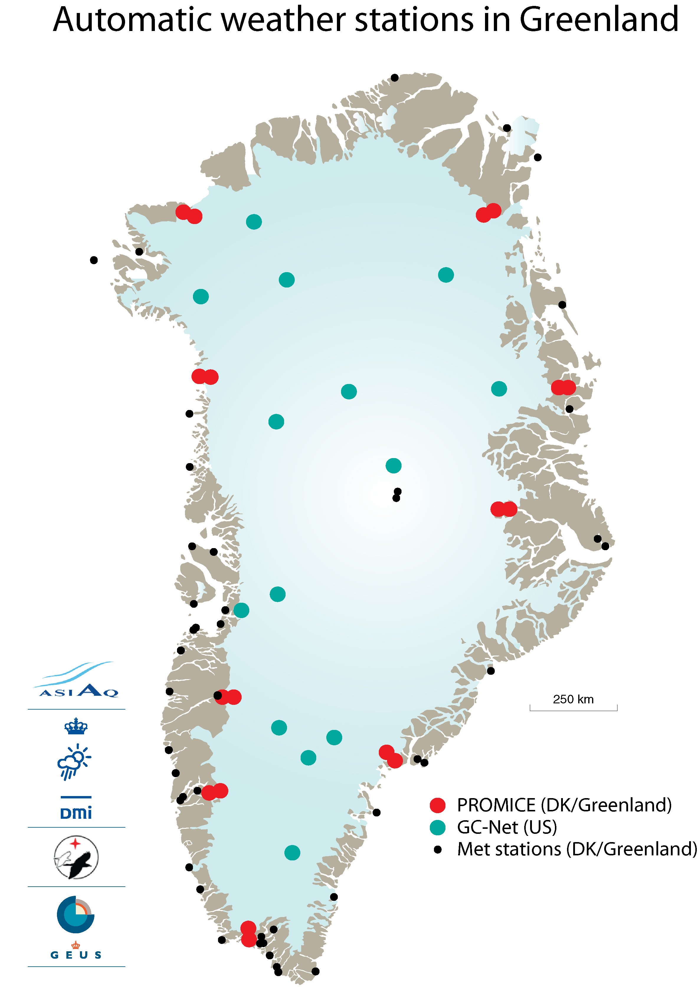 Automatic weather stations in Greenland
ASIAQ
250 km
DMi
PROMICE (DK/Greenland)
GC-Net (US)
Met stations (DK/Greenland)
GEUS